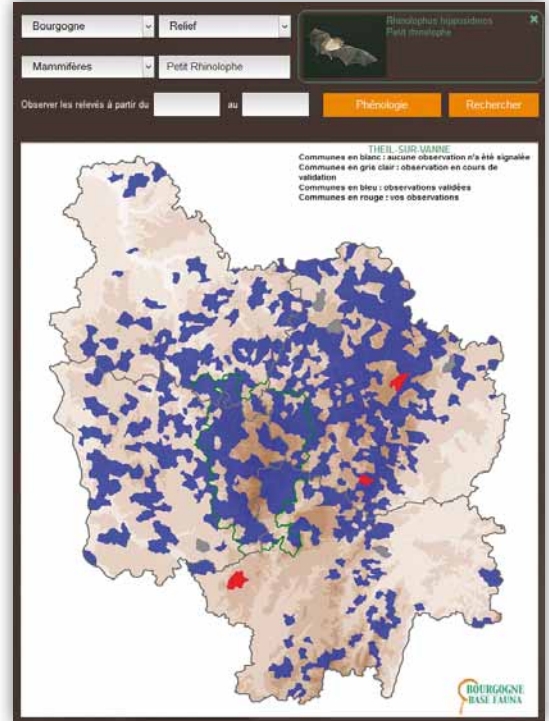 Bourgogne
Relief
Rhinolophus hipposideros
Petit rhinolophe
Mammifères
Petit Rhinolophe
Observer les relevés à partir du
au
Phénologie
Rechercher
THEIL-SUR-VANNE
Communes en blanc : aucune observation n'a été signalée
Communes en gris clair : observation en cours de
validation
Communes en bleu : observations validées
Communes en rouge : vos observations
BOURGOGNE
BASE FAUNA